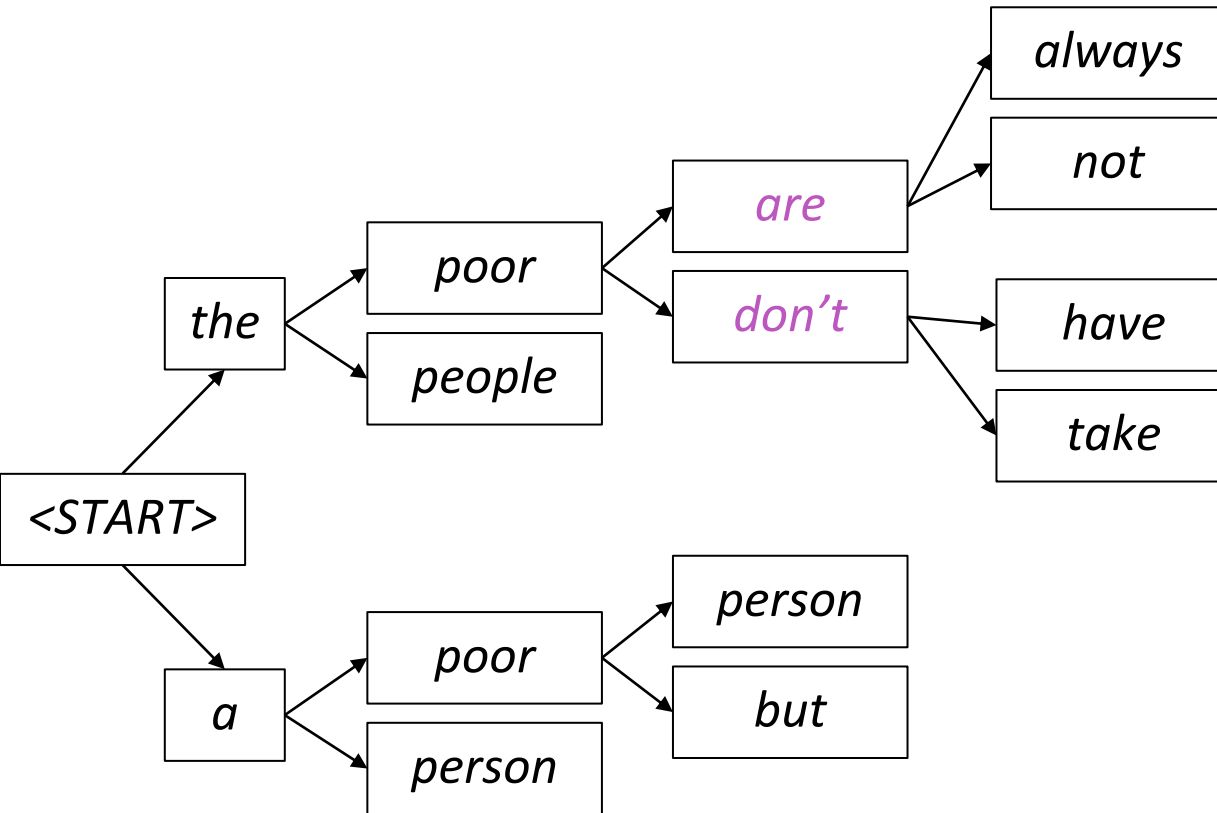 always
not
are
poor
don’t
have
the
people
take
<START>
person
poor
but
a
person